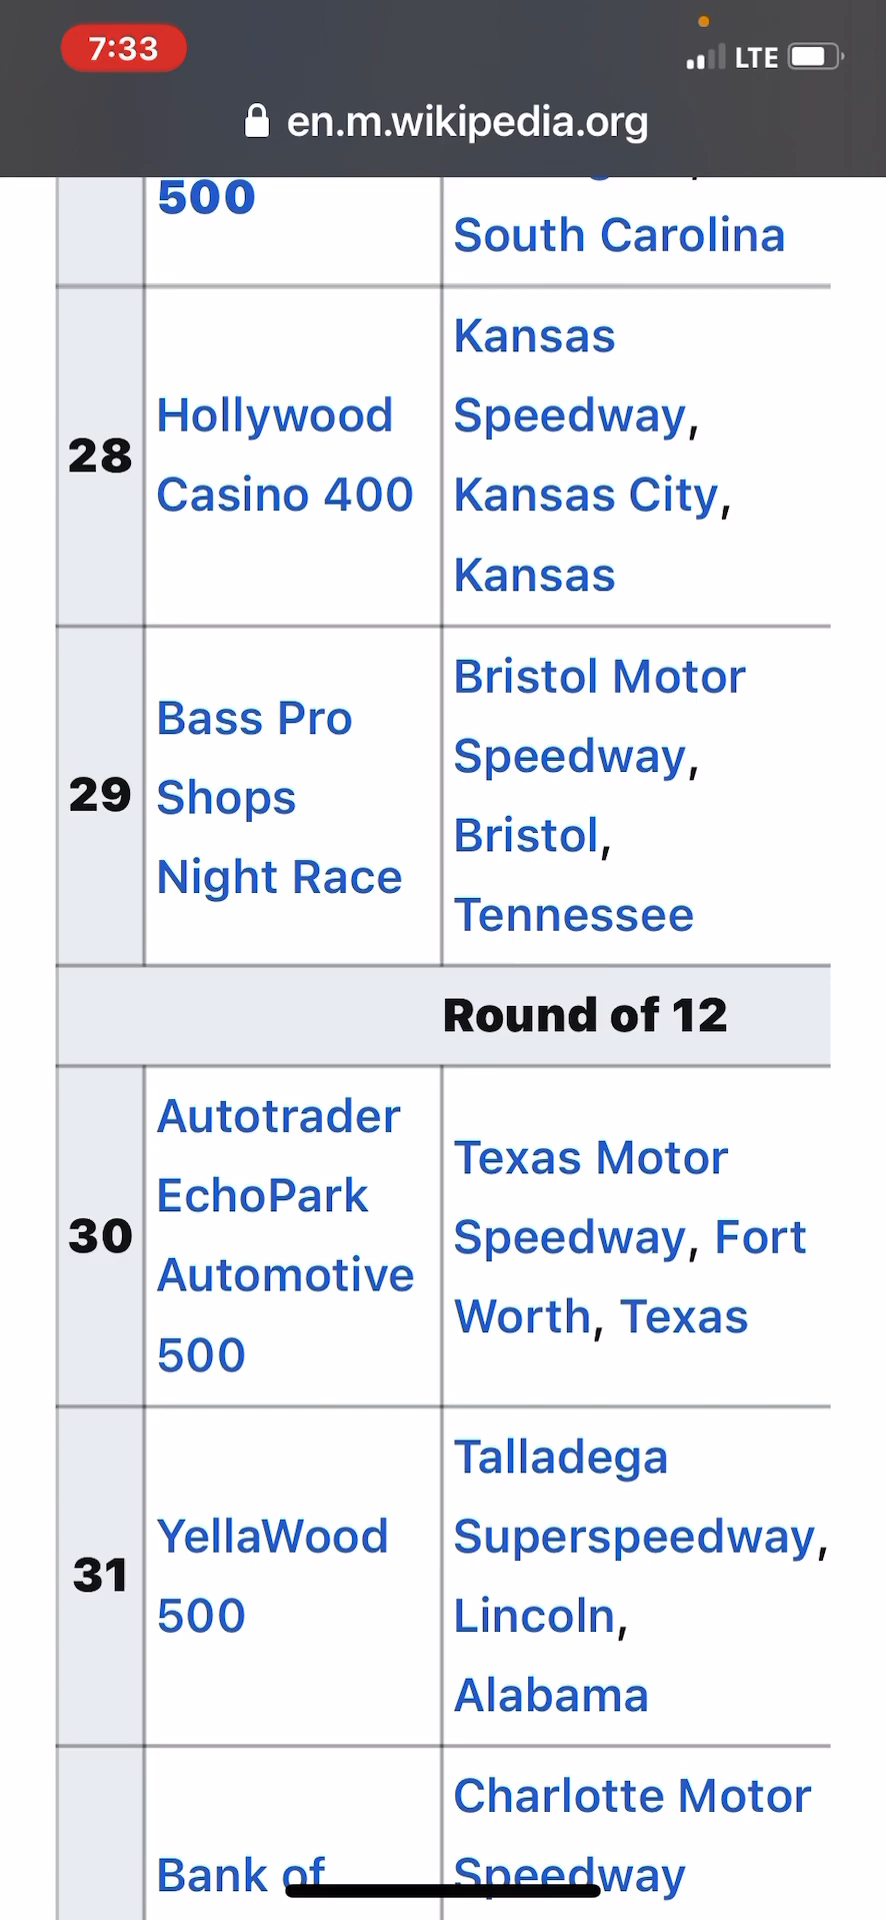 7:33
LTE
en.m.wikipedia.org
500
South Carolina
28
Hollywood
Casino 400
Kansas
Speedway,
Kansas City,
Kansas
29
Bass Pro
Shops
Night Race
Bristol Motor
Speedway,
Bristol,
Tennessee
Round of 12
30
Autotrader
EchoPark
Automotive
500
Texas Motor
Speedway, Fort
Worth, Texas
31
YellaWood
500
Talladega
Superspeedway,
Lincoln,
Alabama
Bank of
Charlotte Motor
Speedway